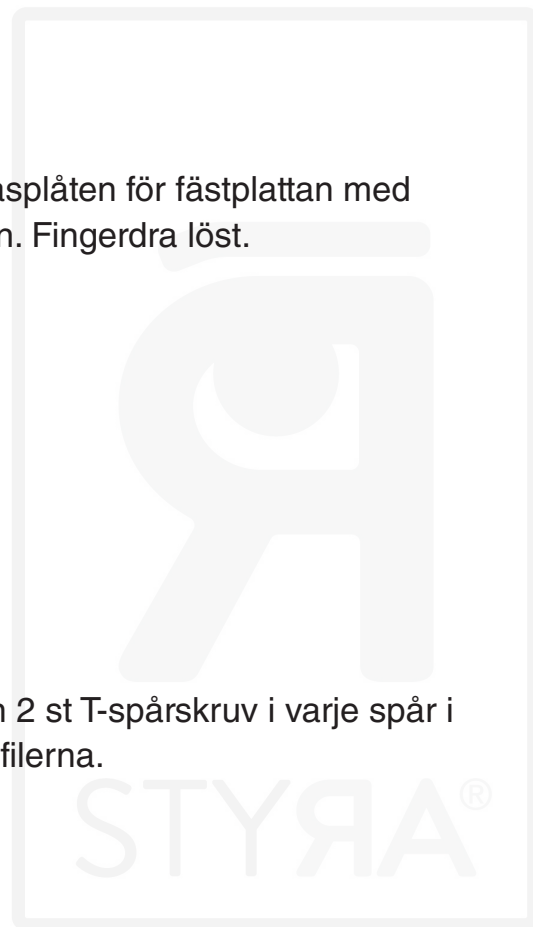 asplåten för fästplattan med
n. Fingerdra löst.
n 2 st T-spårskruv i varje spår i
filerna.
STYRA®